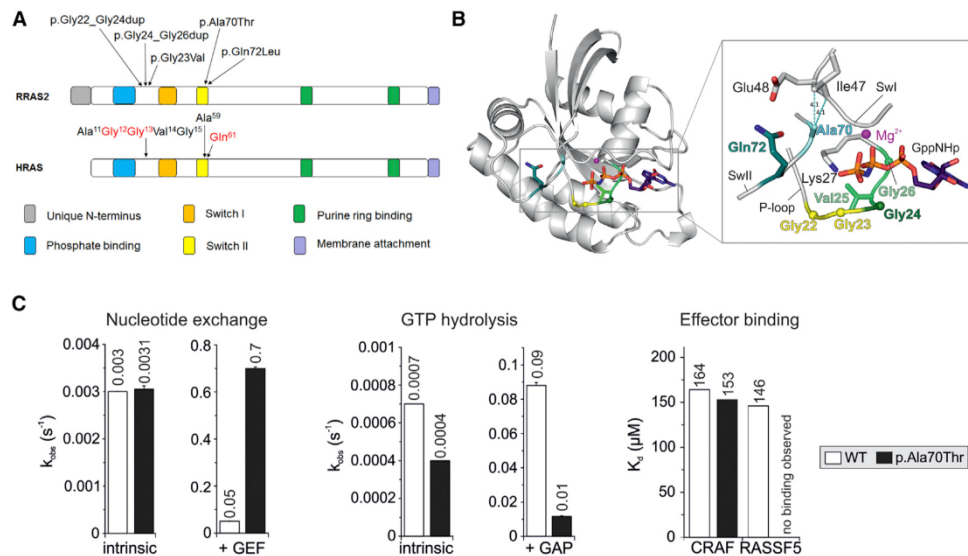 A
p.Gly22_Gly24dup
p.Gly24_Gly26dup
p.Gly23Val
p.Ala70Thr
p.Gln72Leu
RRAS2
Ala59
Ala11Gly12Gly13Val14Gly15
Gln61
HRAS
Unique N-terminus
Switch I
Purine ring binding
Phosphate binding
Switch II
Membrane attachment
B
Glu48
Ile47
SwI
4.1
4.1
Ala70
Mg2+
Gln72
GppNHp
SwII
Lys27
Val25
Gly26
P-loop
Gly24
Gly22
Gly23
C
Nucleotide exchange
kobs (s-1)
0.004
0.003
0.002
0.001
0
0.003
0.0031
intrinsic
0.8
0.6
0.4
0.2
0
0.05
0.7
+ GEF
GTP hydrolysis
kobs (s-1)
0.001
0.0008
0.0006
0.0004
0.0002
0
0.0007
0.0004
intrinsic
0.1
0.08
0.06
0.04
0.02
0
0.09
0.01
+ GAP
Effector binding
Kd (µM)
200
150
100
50
0
164
153
146
no binding observed
CRAF RASSF5
WT
p.Ala70Thr